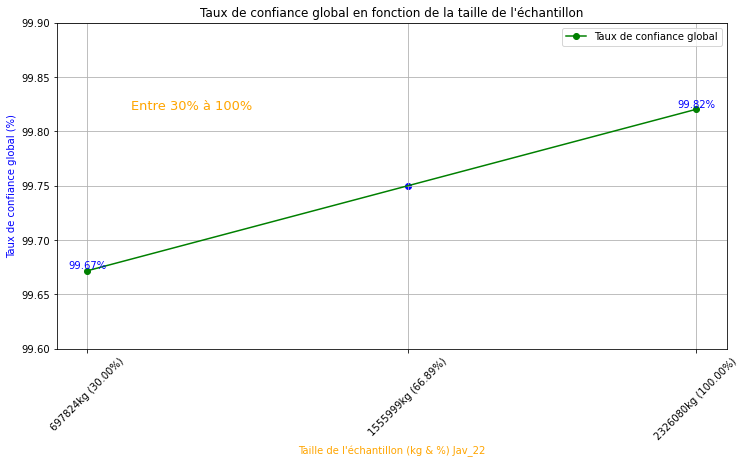 Taux de confiance global en fonction de la taille de l'échantillon
99.90
Taux de confiance global
99.85
Entre 30% à 100%
99.82%
99.80
Taux de confiance global (%)
99.75
99.70
99.67%
99.65
99.60
697824kg (30.00%)
1555999kg (66.89%)
2326080kg (100.00%)
Taille de l'échantillon (kg & %) Jav_22